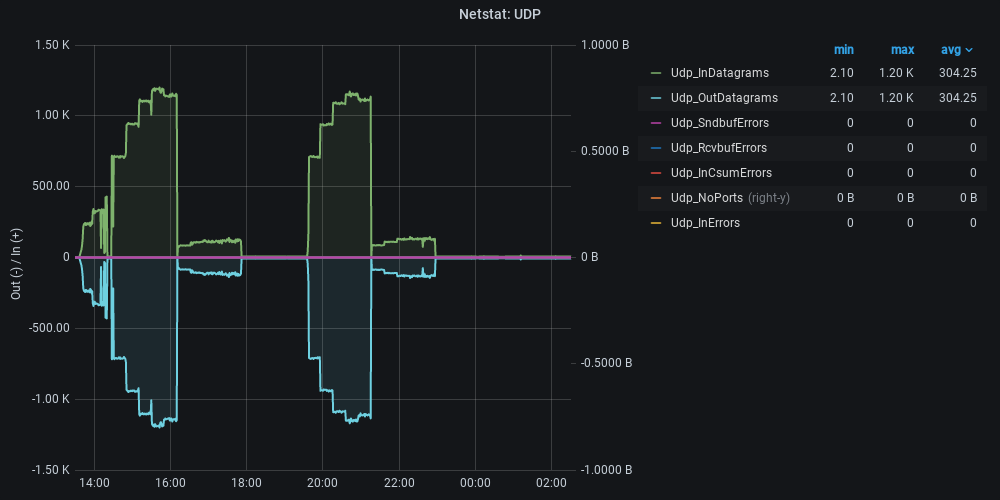 Netstat: UDP
1.50 K
1.00 K
500.00
0
-500.00
-1.00 K
-1.50 K
Out (-) / In (+)
1.0000 B
0.5000 B
0 B
-0.5000 B
-1.0000 B
14:00 16:00 18:00 20:00 22:00 00:00 02:00
min max avg
Udp_InDatagrams 2.10 1.20 K 304.25
Udp_OutDatagrams 2.10 1.20 K 304.25
Udp_SndbufErrors 0 0 0
Udp_RcvbufErrors 0 0 0
Udp_InCsumErrors 0 0 0
Udp_NoPorts (right-y) 0 B 0 B 0 B
Udp_InErrors 0 0 0